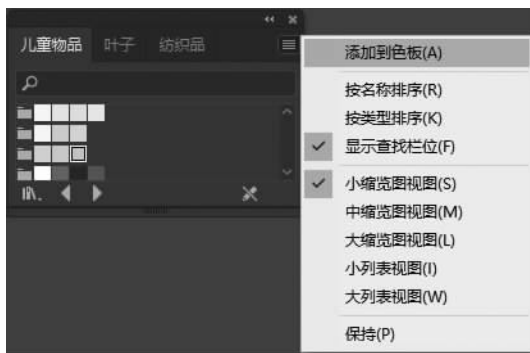 儿童物品 叶子 纺织品
添加到色板(A)
按名称排序(R)
按类型排序(K)
显示查找栏位(F)
小缩览图视图(S)
中缩览图视图(M)
大缩览图视图(L)
小列表视图(I)
大列表视图(W)
保持(P)